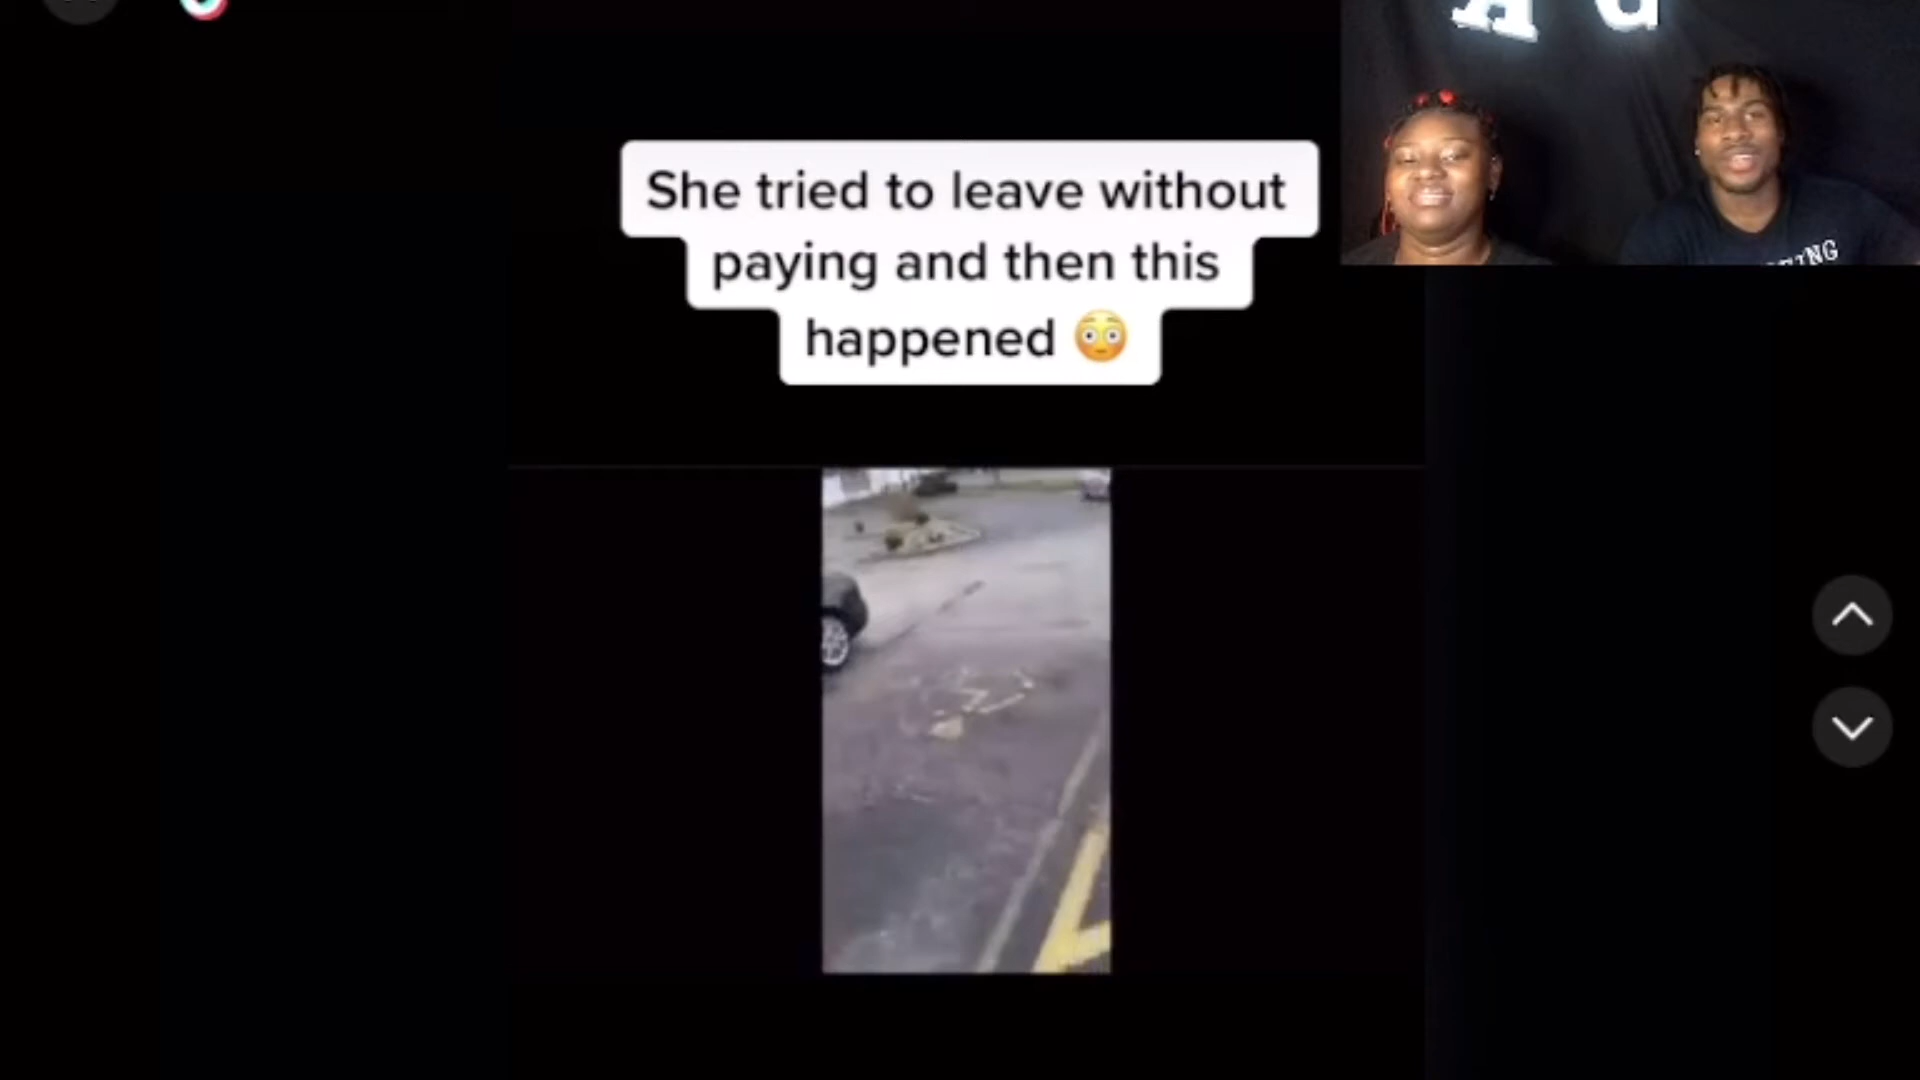 A G
She tried to leave without
paying and then this
happened 😳